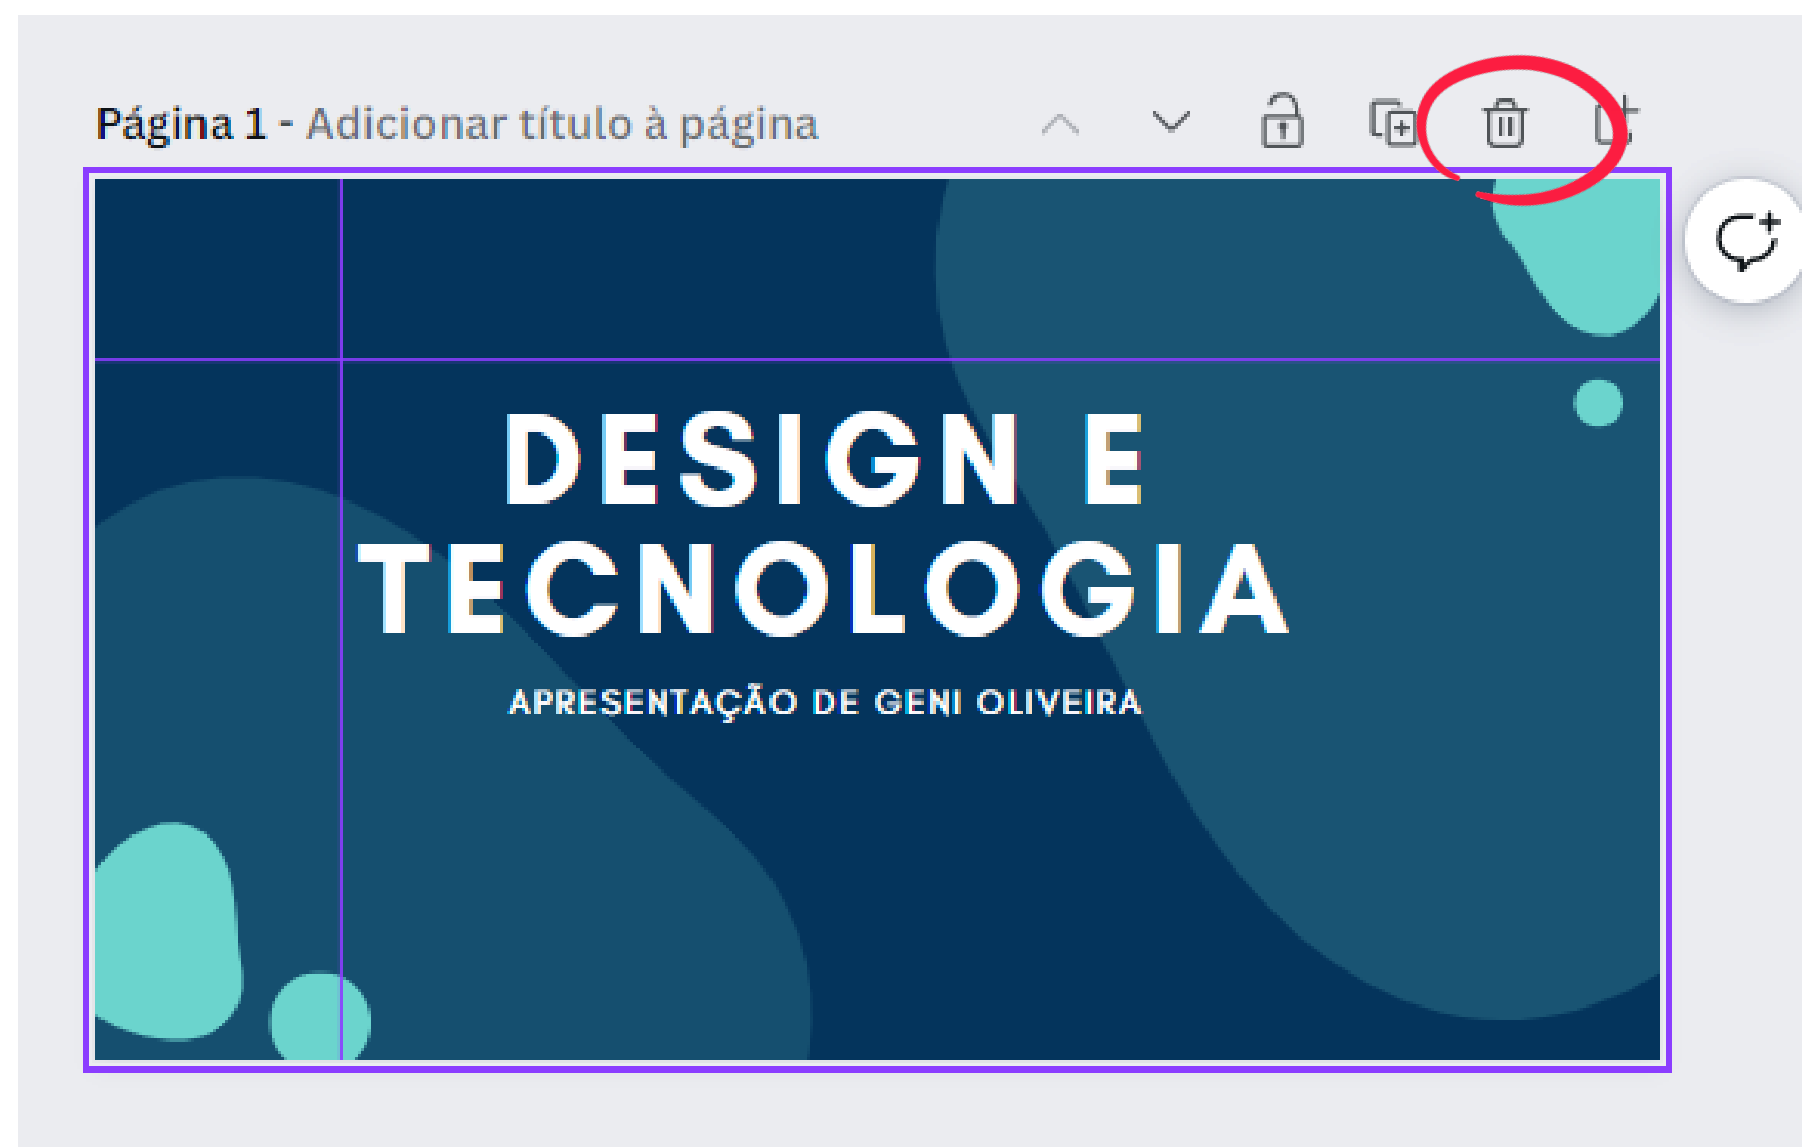 Página 1 - Adicionar título à página
DESIGN E
TECNOLOGIA
APRESENTAÇÃO DE GENI OLIVEIRA